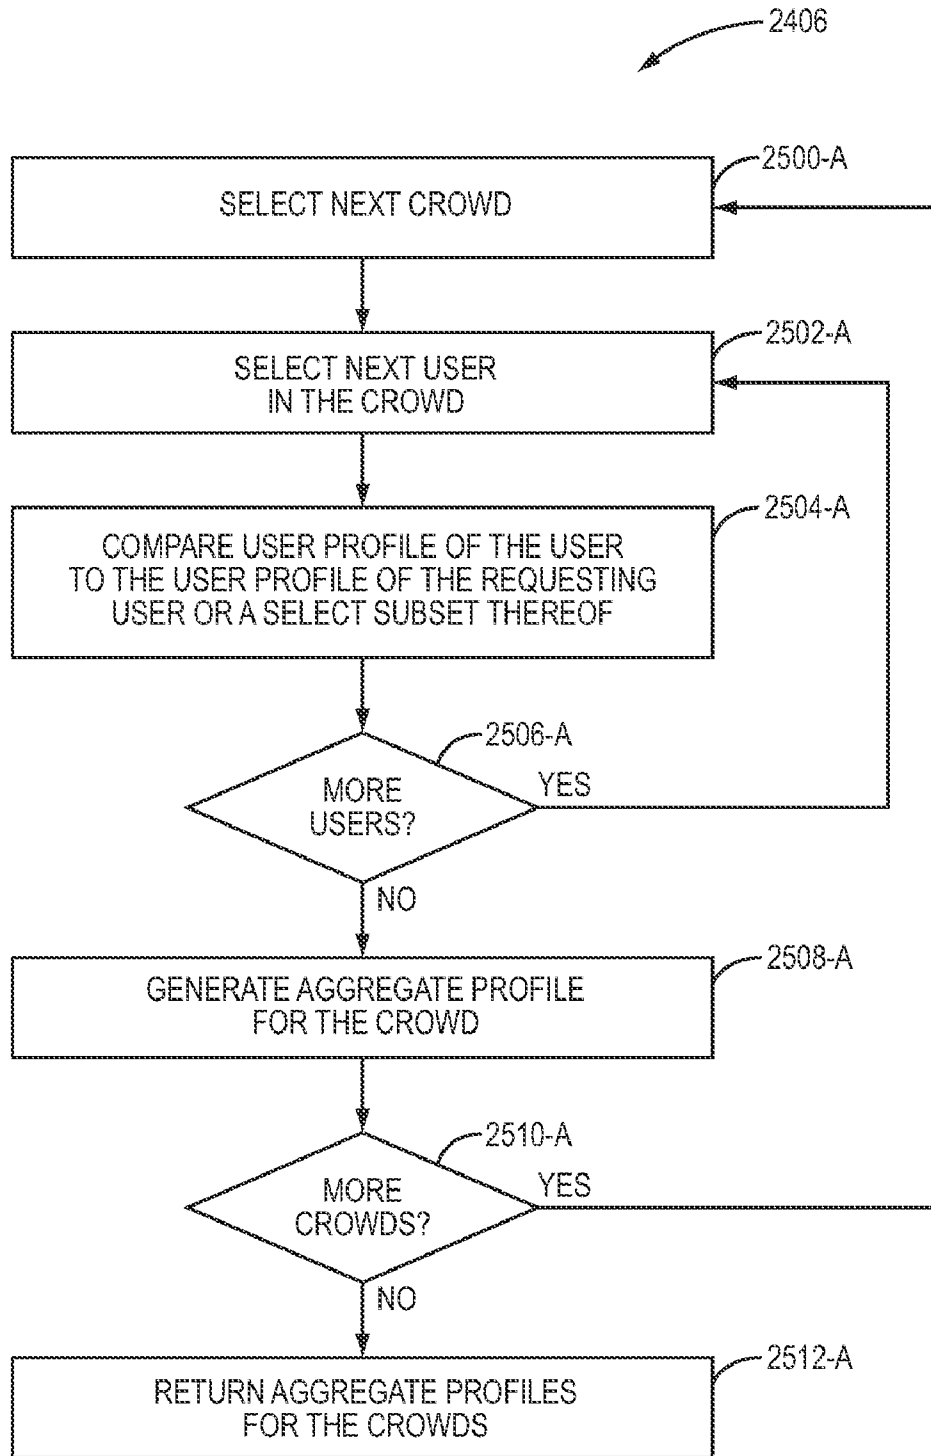 2406
2500-A
SELECT NEXT CROWD
2502-A
SELECT NEXT USER
IN THE CROWD
2504-A
COMPARE USER PROFILE OF THE USER
TO THE USER PROFILE OF THE REQUESTING
USER OR A SELECT SUBSET THEREOF
2506-A
MORE
USERS?
YES
NO
2508-A
GENERATE AGGREGATE PROFILE
FOR THE CROWD
2510-A
MORE
CROWDS?
YES
NO
2512-A
RETURN AGGREGATE PROFILES
FOR THE CROWDS